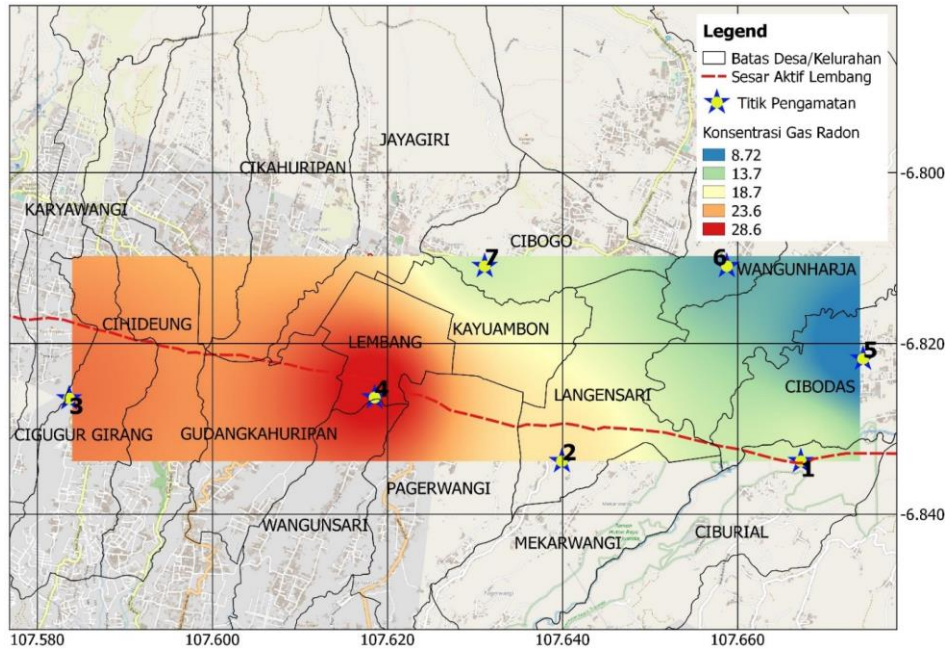 Legend
Batas Desa/Kelurahan
Sesar Aktif Lembang
Titik Pengamatan
Konsentrasi Gas Radon
8.72
13.7
18.7
23.6
28.6
JAYAGIRI
CIKAHURIPAN
-6.800
KARYAWANGI
CIBOGO
7
6
WANGUNHARJA
CIHIDEUNG
LEMBANG
KAYUAMBON
-6.820
5
CIBODAS
4
LANGENSARI
3
CIGUGUR GIRANG
GUDANGKAHURIPAN
2
1
PAGERWANGI
WANGUNSARI
MEKARWANGI
CIBURIAL
-6.840
107.580
107.600
107.620
107.640
107.660